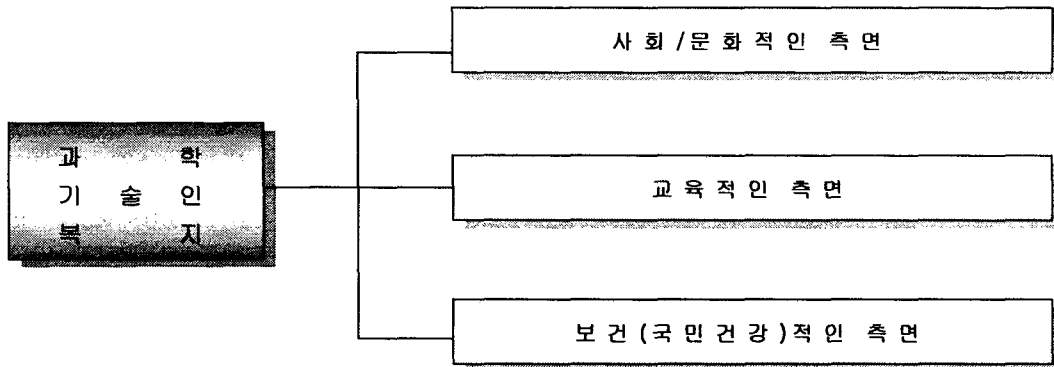 과 학
기 술 인
복 지
사 회 /문 화 적 인 측 면
교 육 적 인 측 면
보 건 (국 민 건 강 )적 인 측 면